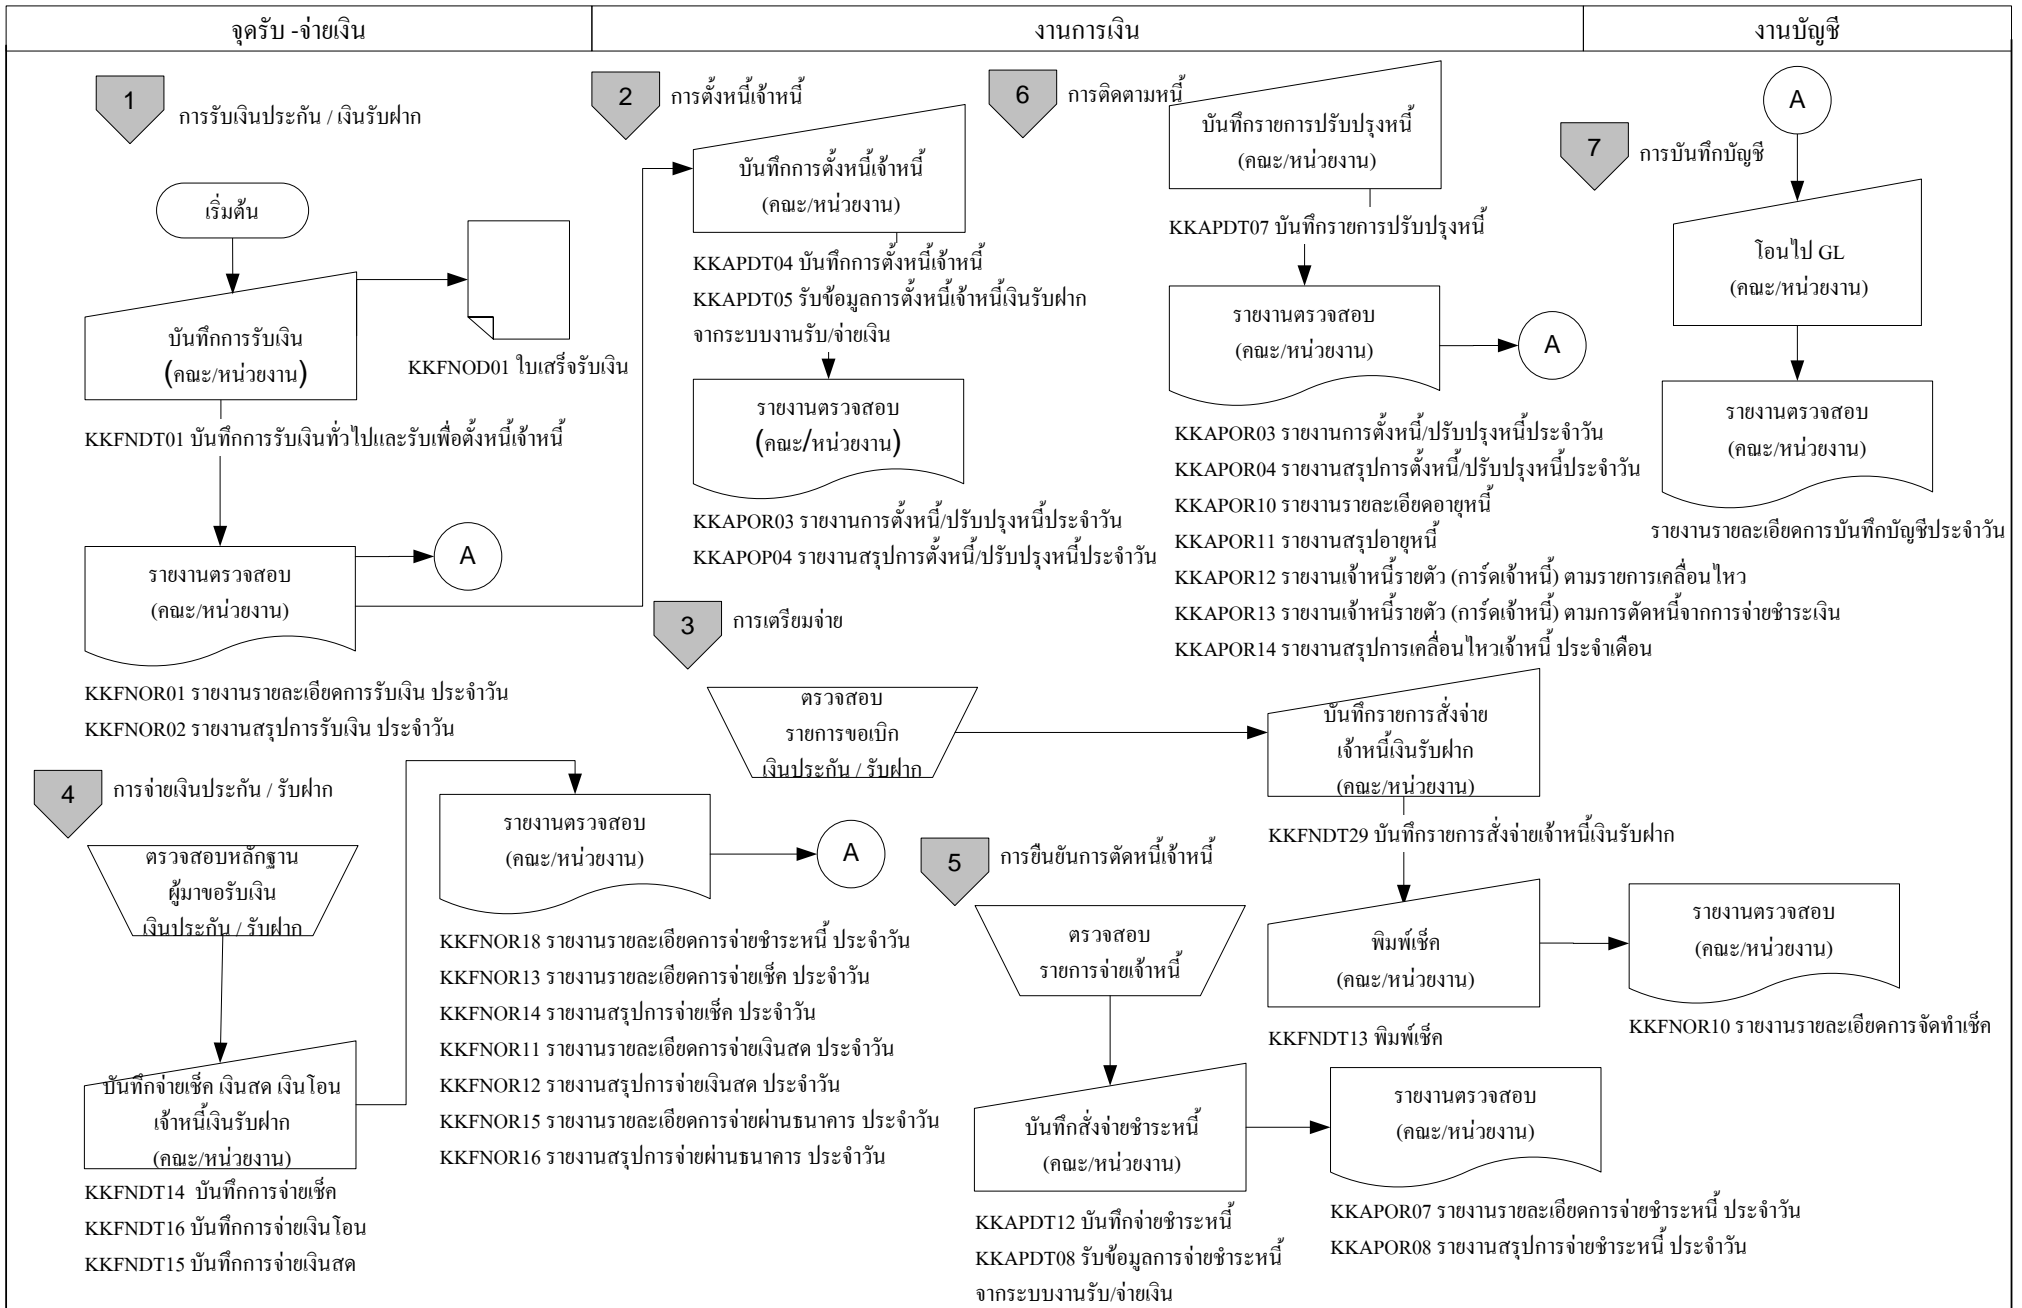 จุดรับ -จ่ายเงิน
งานการเงิน
งานบัญชี
1
การรับเงินประกัน / เงินรับฝาก
เริ่มต้น
บันทึกการรับเงิน
(คณะ/หน่วยงาน)
KKFNOD01 ใบเสร็จรับเงิน
KKFNDT01 บันทึกการรับเงินทั่วไปและรับเพื่อตั้งหนี้เจ้าหนี้
รายงานตรวจสอบ
(คณะ/หน่วยงาน)
A
KKFNOR01 รายงานรายละเอียดการรับเงิน ประจำวัน
KKFNOR02 รายงานสรุปการรับเงิน ประจำวัน
2
การตั้งหนี้เจ้าหนี้
บันทึกการตั้งหนี้เจ้าหนี้
(คณะ/หน่วยงาน)
KKAPDT04 บันทึกการตั้งหนี้เจ้าหนี้
KKAPDT05 รับข้อมูลการตั้งหนี้เจ้าหนี้เงินรับฝาก
จากระบบงานรับ/จ่ายเงิน
รายงานตรวจสอบ
(คณะ/หน่วยงาน)
KKAPOR03 รายงานการตั้งหนี้/ปรับปรุงหนี้ประจำวัน
KKAPOP04 รายงานสรุปการตั้งหนี้/ปรับปรุงหนี้ประจำวัน
6
การติดตามหนี้
บันทึกรายการปรับปรุงหนี้
(คณะ/หน่วยงาน)
KKAPDT07 บันทึกรายการปรับปรุงหนี้
รายงานตรวจสอบ
(คณะ/หน่วยงาน)
A
KKAPOR03 รายงานการตั้งหนี้/ปรับปรุงหนี้ประจำวัน
KKAPOR04 รายงานสรุปการตั้งหนี้/ปรับปรุงหนี้ประจำวัน
KKAPOR10 รายงานรายละเอียดอายุหนี้
KKAPOR11 รายงานสรุปอายุหนี้
KKAPOR12 รายงานเจ้าหนี้รายตัว (การ์ดเจ้าหนี้) ตามรายการเคลื่อนไหว
KKAPOR13 รายงานเจ้าหนี้รายตัว (การ์ดเจ้าหนี้) ตามการตัดหนี้จากการจ่ายชำระเงิน
KKAPOR14 รายงานสรุปการเคลื่อนไหวเจ้าหนี้ ประจำเดือน
A
7
การบันทึกบัญชี
โอนไป GL
(คณะ/หน่วยงาน)
รายงานตรวจสอบ
(คณะ/หน่วยงาน)
รายงานรายละเอียดการบันทึกบัญชีประจำวัน
3
การเตรียมจ่าย
ตรวจสอบ
รายการขอเบิก
เงินประกัน / รับฝาก
บันทึกรายการสั่งจ่าย
เจ้าหนี้เงินรับฝาก
(คณะ/หน่วยงาน)
KKFNDT29 บันทึกรายการสั่งจ่ายเจ้าหนี้เงินรับฝาก
พิมพ์เช็ค
(คณะ/หน่วยงาน)
KKFNDT13 พิมพ์เช็ค
รายงานตรวจสอบ
(คณะ/หน่วยงาน)
KKFNOR10 รายงานรายละเอียดการจัดทำเช็ค
4
การจ่ายเงินประกัน / รับฝาก
ตรวจสอบหลักฐาน
ผู้มาขอรับเงิน
เงินประกัน / รับฝาก
บันทึกจ่ายเช็ค เงินสด เงินโอน
เจ้าหนี้เงินรับฝาก
(คณะ/หน่วยงาน)
KKFNDT14 บันทึกการจ่ายเช็ค
KKFNDT16 บันทึกการจ่ายเงินโอน
KKFNDT15 บันทึกการจ่ายเงินสด
รายงานตรวจสอบ
(คณะ/หน่วยงาน)
A
KKFNOR18 รายงานรายละเอียดการจ่ายชำระหนี้ ประจำวัน
KKFNOR13 รายงานรายละเอียดการจ่ายเช็ค ประจำวัน
KKFNOR14 รายงานสรุปการจ่ายเช็ค ประจำวัน
KKFNOR11 รายงานรายละเอียดการจ่ายเงินสด ประจำวัน
KKFNOR12 รายงานสรุปการจ่ายเงินสด ประจำวัน
KKFNOR15 รายงานรายละเอียดการจ่ายผ่านธนาคาร ประจำวัน
KKFNOR16 รายงานสรุปการจ่ายผ่านธนาคาร ประจำวัน
5
การยืนยันการตัดหนี้เจ้าหนี้
ตรวจสอบ
รายการจ่ายเจ้าหนี้
บันทึกสั่งจ่ายชำระหนี้
(คณะ/หน่วยงาน)
KKAPDT12 บันทึกจ่ายชำระหนี้
KKAPDT08 รับข้อมูลการจ่ายชำระหนี้
จากระบบงานรับ/จ่ายเงิน
รายงานตรวจสอบ
(คณะ/หน่วยงาน)
KKAPOR07 รายงานรายละเอียดการจ่ายชำระหนี้ ประจำวัน
KKAPOR08 รายงานสรุปการจ่ายชำระหนี้ ประจำวัน